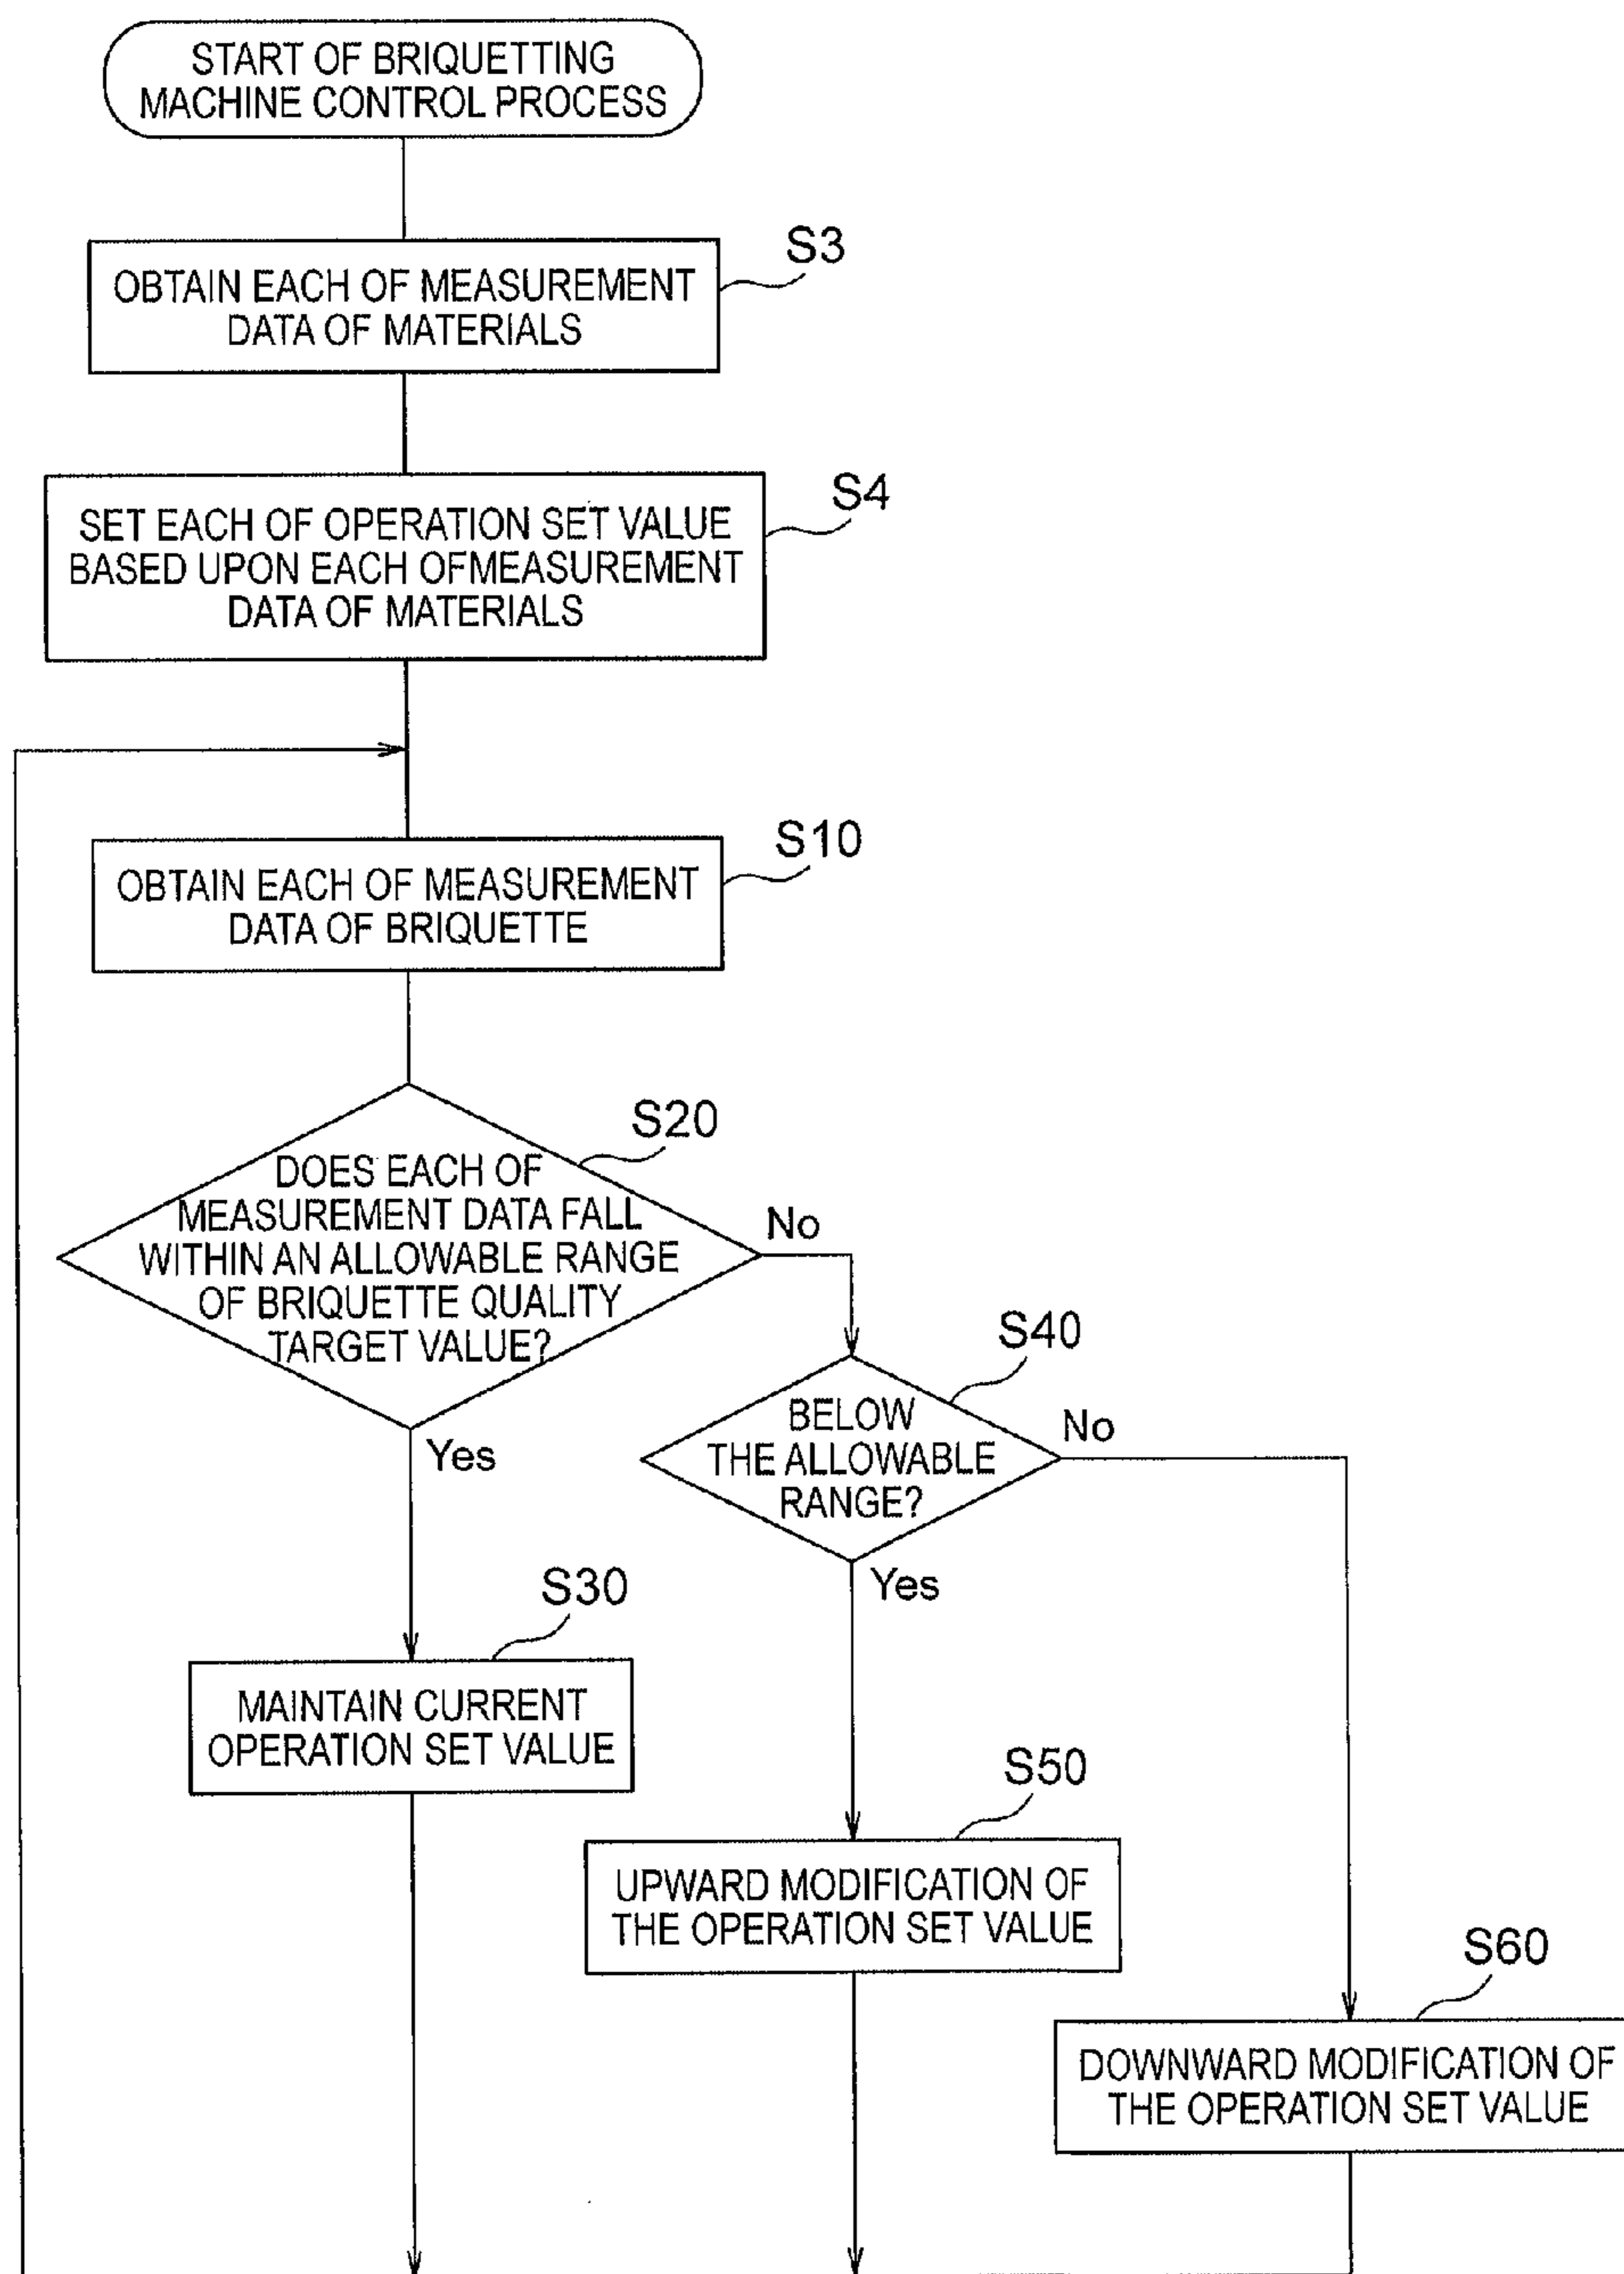 START OF BRIQUETTING
MACHINE CONTROL PROCESS
S3
OBTAIN EACH OF MEASUREMENT
DATA OF MATERIALS
S4
SET EACH OF OPERATION SET VALUE
BASED UPON EACH OFMEASUREMENT
DATA OF MATERIALS
S10
OBTAIN EACH OF MEASUREMENT
DATA OF BRIQUETTE
S20
DOES EACH OF
MEASUREMENT DATA FALL
WITHIN AN ALLOWABLE RANGE
OF BRIQUETTE QUALITY
TARGET VALUE?
No
Yes
S40
BELOW
THE ALLOWABLE
RANGE?
No
Yes
S30
MAINTAIN CURRENT
OPERATION SET VALUE
S50
UPWARD MODIFICATION OF
THE OPERATION SET VALUE
S60
DOWNWARD MODIFICATION OF
THE OPERATION SET VALUE